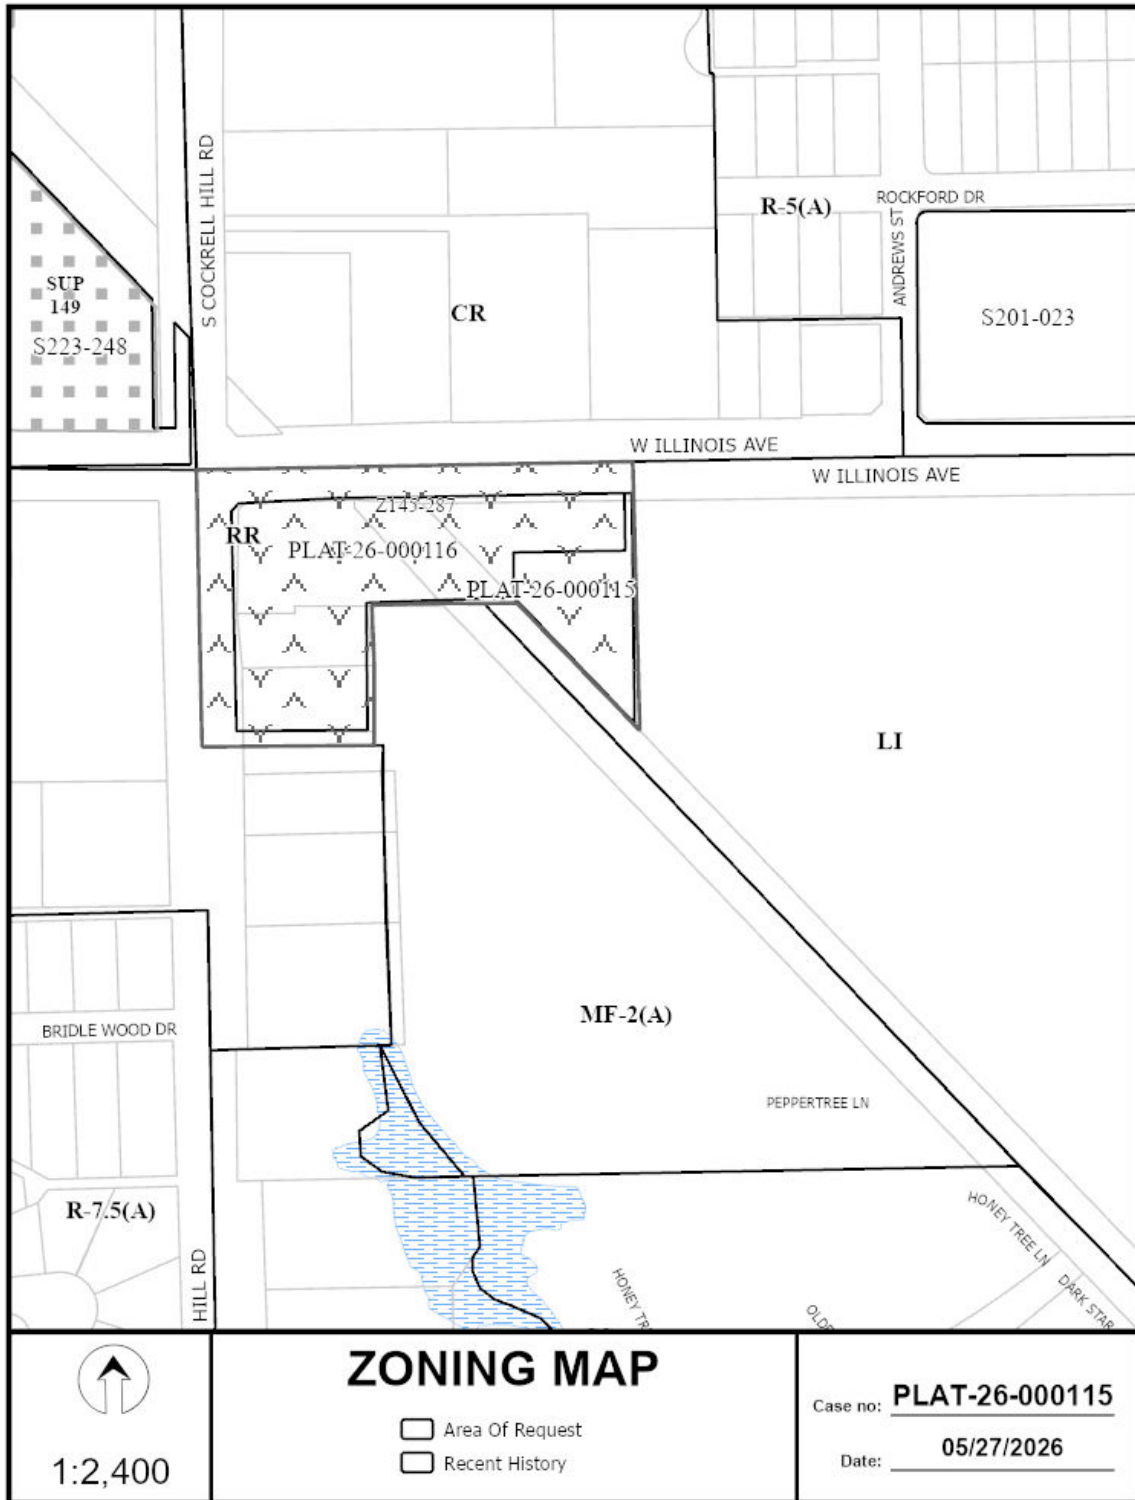 S COCKRELL HILL RD
R-5(A)
ROCKFORD DR
ANDREWS ST
SUP
149
S223-248
CR
S201-023
W ILLINOIS AVE
W ILLINOIS AVE
Z145-287
RR
PLAT-26-000116
PLAT-26-000115
LI
MF-2(A)
BRIDLE WOOD DR
PEPPERTREE LN
R-7.5(A)
HILL RD
HONEY TREE LN
DARK STAR
HONEY TR
OLD
ZONING MAP
Area Of Request
Recent History
1:2,400
Case no: PLAT-26-000115
Date: 05/27/2026